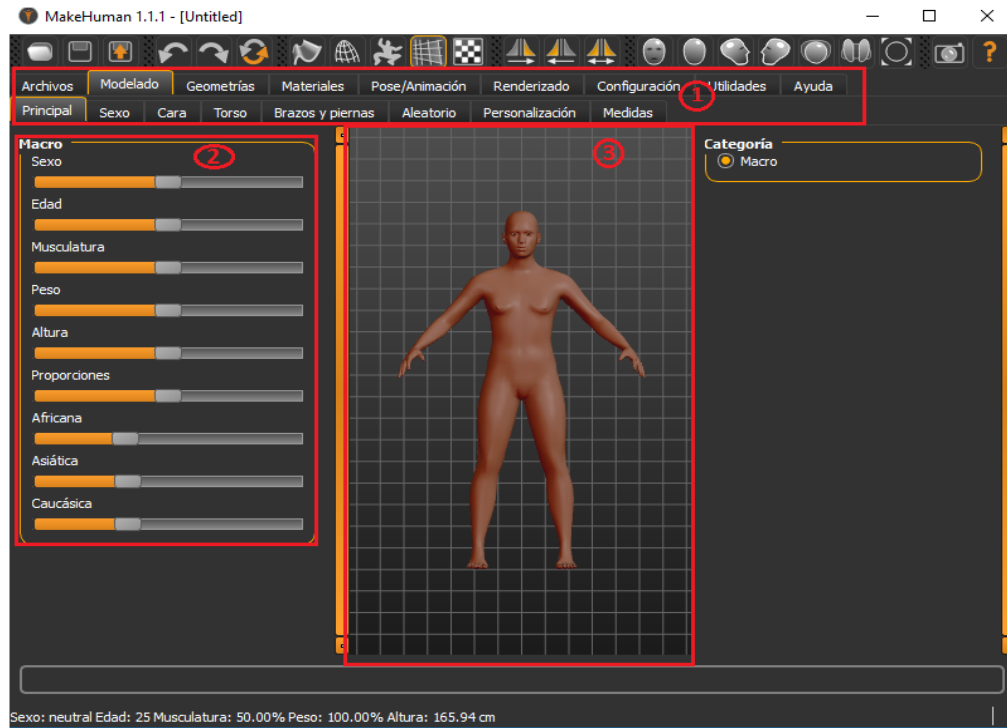 MakeHuman 1.1.1 - [Untitled]
?
Archivos Modelado Geometrías Materiales Pose/Animación Renderizado Configuración Utilidades Ayuda
1
Principal Sexo Cara Torso Brazos y piernas Aleatorio Personalización Medidas
Macro
2
3
Sexo
Edad
Musculatura
Peso
Altura
Proporciones
Africana
Asiática
Caucásica
Categoría
Macro
Sexo: neutral Edad: 25 Musculatura: 50.00% Peso: 100.00% Altura: 165.94 cm